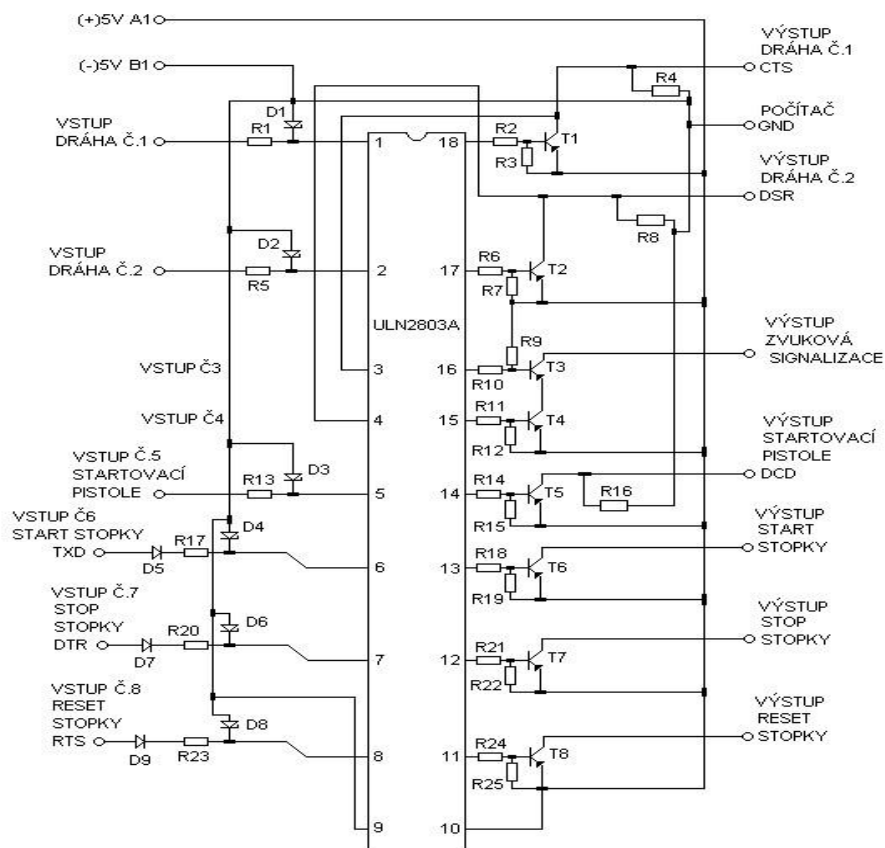 (+)5V A1
(-)5V B1
VSTUP
DRÁHA Č.1
R1
D1
1
18
R2
R3
T1
VÝSTUP
DRÁHA Č.1
CTS
R4
POČÍTAČ
GND
VÝSTUP
DRÁHA Č.2
DSR
R8
VSTUP
DRÁHA Č.2
R5
D2
2
17
R6
R7
T2
ULN2803A
VSTUP Č3
3
16
R9
R10
T3
VÝSTUP
ZVUKOVÁ
SIGNALIZACE
VSTUP Č4
4
15
R11
R12
T4
VSTUP Č.5
STARTOVACÍ
PISTOLE
R13
D3
5
14
R14
R15
T5
VÝSTUP
STARTOVACÍ
PISTOLE
DCD
R16
VSTUP Č6
START STOPKY
TXD
D5
R17
D4
6
13
R18
R19
T6
VÝSTUP
START
STOPKY
VSTUP Č.7
STOP
STOPKY
DTR
D7
R20
D6
7
12
R21
R22
T7
VÝSTUP
STOP
STOPKY
VSTUP Č.8
RESET
STOPKY
RTS
D9
R23
D8
8
11
R24
R25
T8
VÝSTUP
RESET
STOPKY
9
10